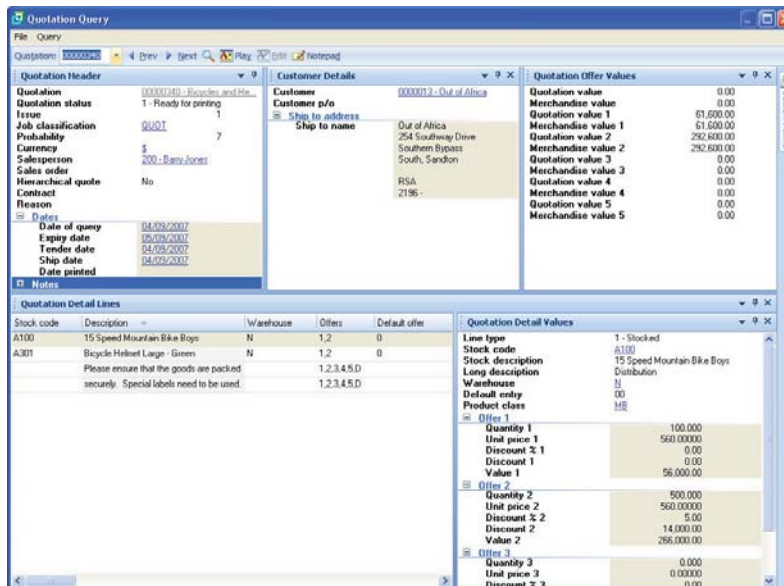 Quotation Query
File Query
Quotation: 00000340 Prev Next Play Edit Notepad
Quotation Header
Quotation 00000340 - Bicycles and He...
Quotation status 1 - Ready for printing
Issue 1
Job classification QUOT
Probability 7
Currency $
Salesperson 200 - Barry Jones
Sales order
Hierarchical quote No
Contract
Reason
Dates
Date of query 04/09/2007
Expiry date 05/09/2007
Tender date 04/09/2007
Ship date 04/09/2007
Date printed
Notes
Customer Details
Customer 0000013 - Out of Africa
Customer p/o
Ship to address
Ship to name Out of Africa
254 Southway Drive
Southern Bypass
South, Sandton
RSA
2196 -
Quotation Offer Values
Quotation value 0.00
Merchandise value 0.00
Quotation value 1 61,600.00
Merchandise value 1 61,600.00
Quotation value 2 292,600.00
Merchandise value 2 292,600.00
Quotation value 3 0.00
Merchandise value 3 0.00
Quotation value 4 0.00
Merchandise value 4 0.00
Quotation value 5 0.00
Merchandise value 5 0.00
Quotation Detail Lines
Stock code Description Warehouse Offers Default offer
A100 15 Speed Mountain Bike Boys N 1,2 0
A301 Bicycle Helmet Large - Green N 1,2 0
Please ensure that the goods are packed 1,2,3,4,5,D
securely. Special labels need to be used. 1,2,3,4,5,D
Quotation Detail Values
Line type 1 - Stocked
Stock code A100
Stock description 15 Speed Mountain Bike Boys
Long description Distribution
Warehouse N
Default entry 00
Product class MB
Offer 1
Quantity 1 100.000
Unit price 1 560.00000
Discount % 1 0.00
Discount 1 0.00
Value 1 56,000.00
Offer 2
Quantity 2 500.000
Unit price 2 560.00000
Discount % 2 5.00
Discount 2 14,000.00
Value 2 266,000.00
Offer 3
Quantity 3 0.000
Unit price 3 0.00000
Discount % 3 0.00